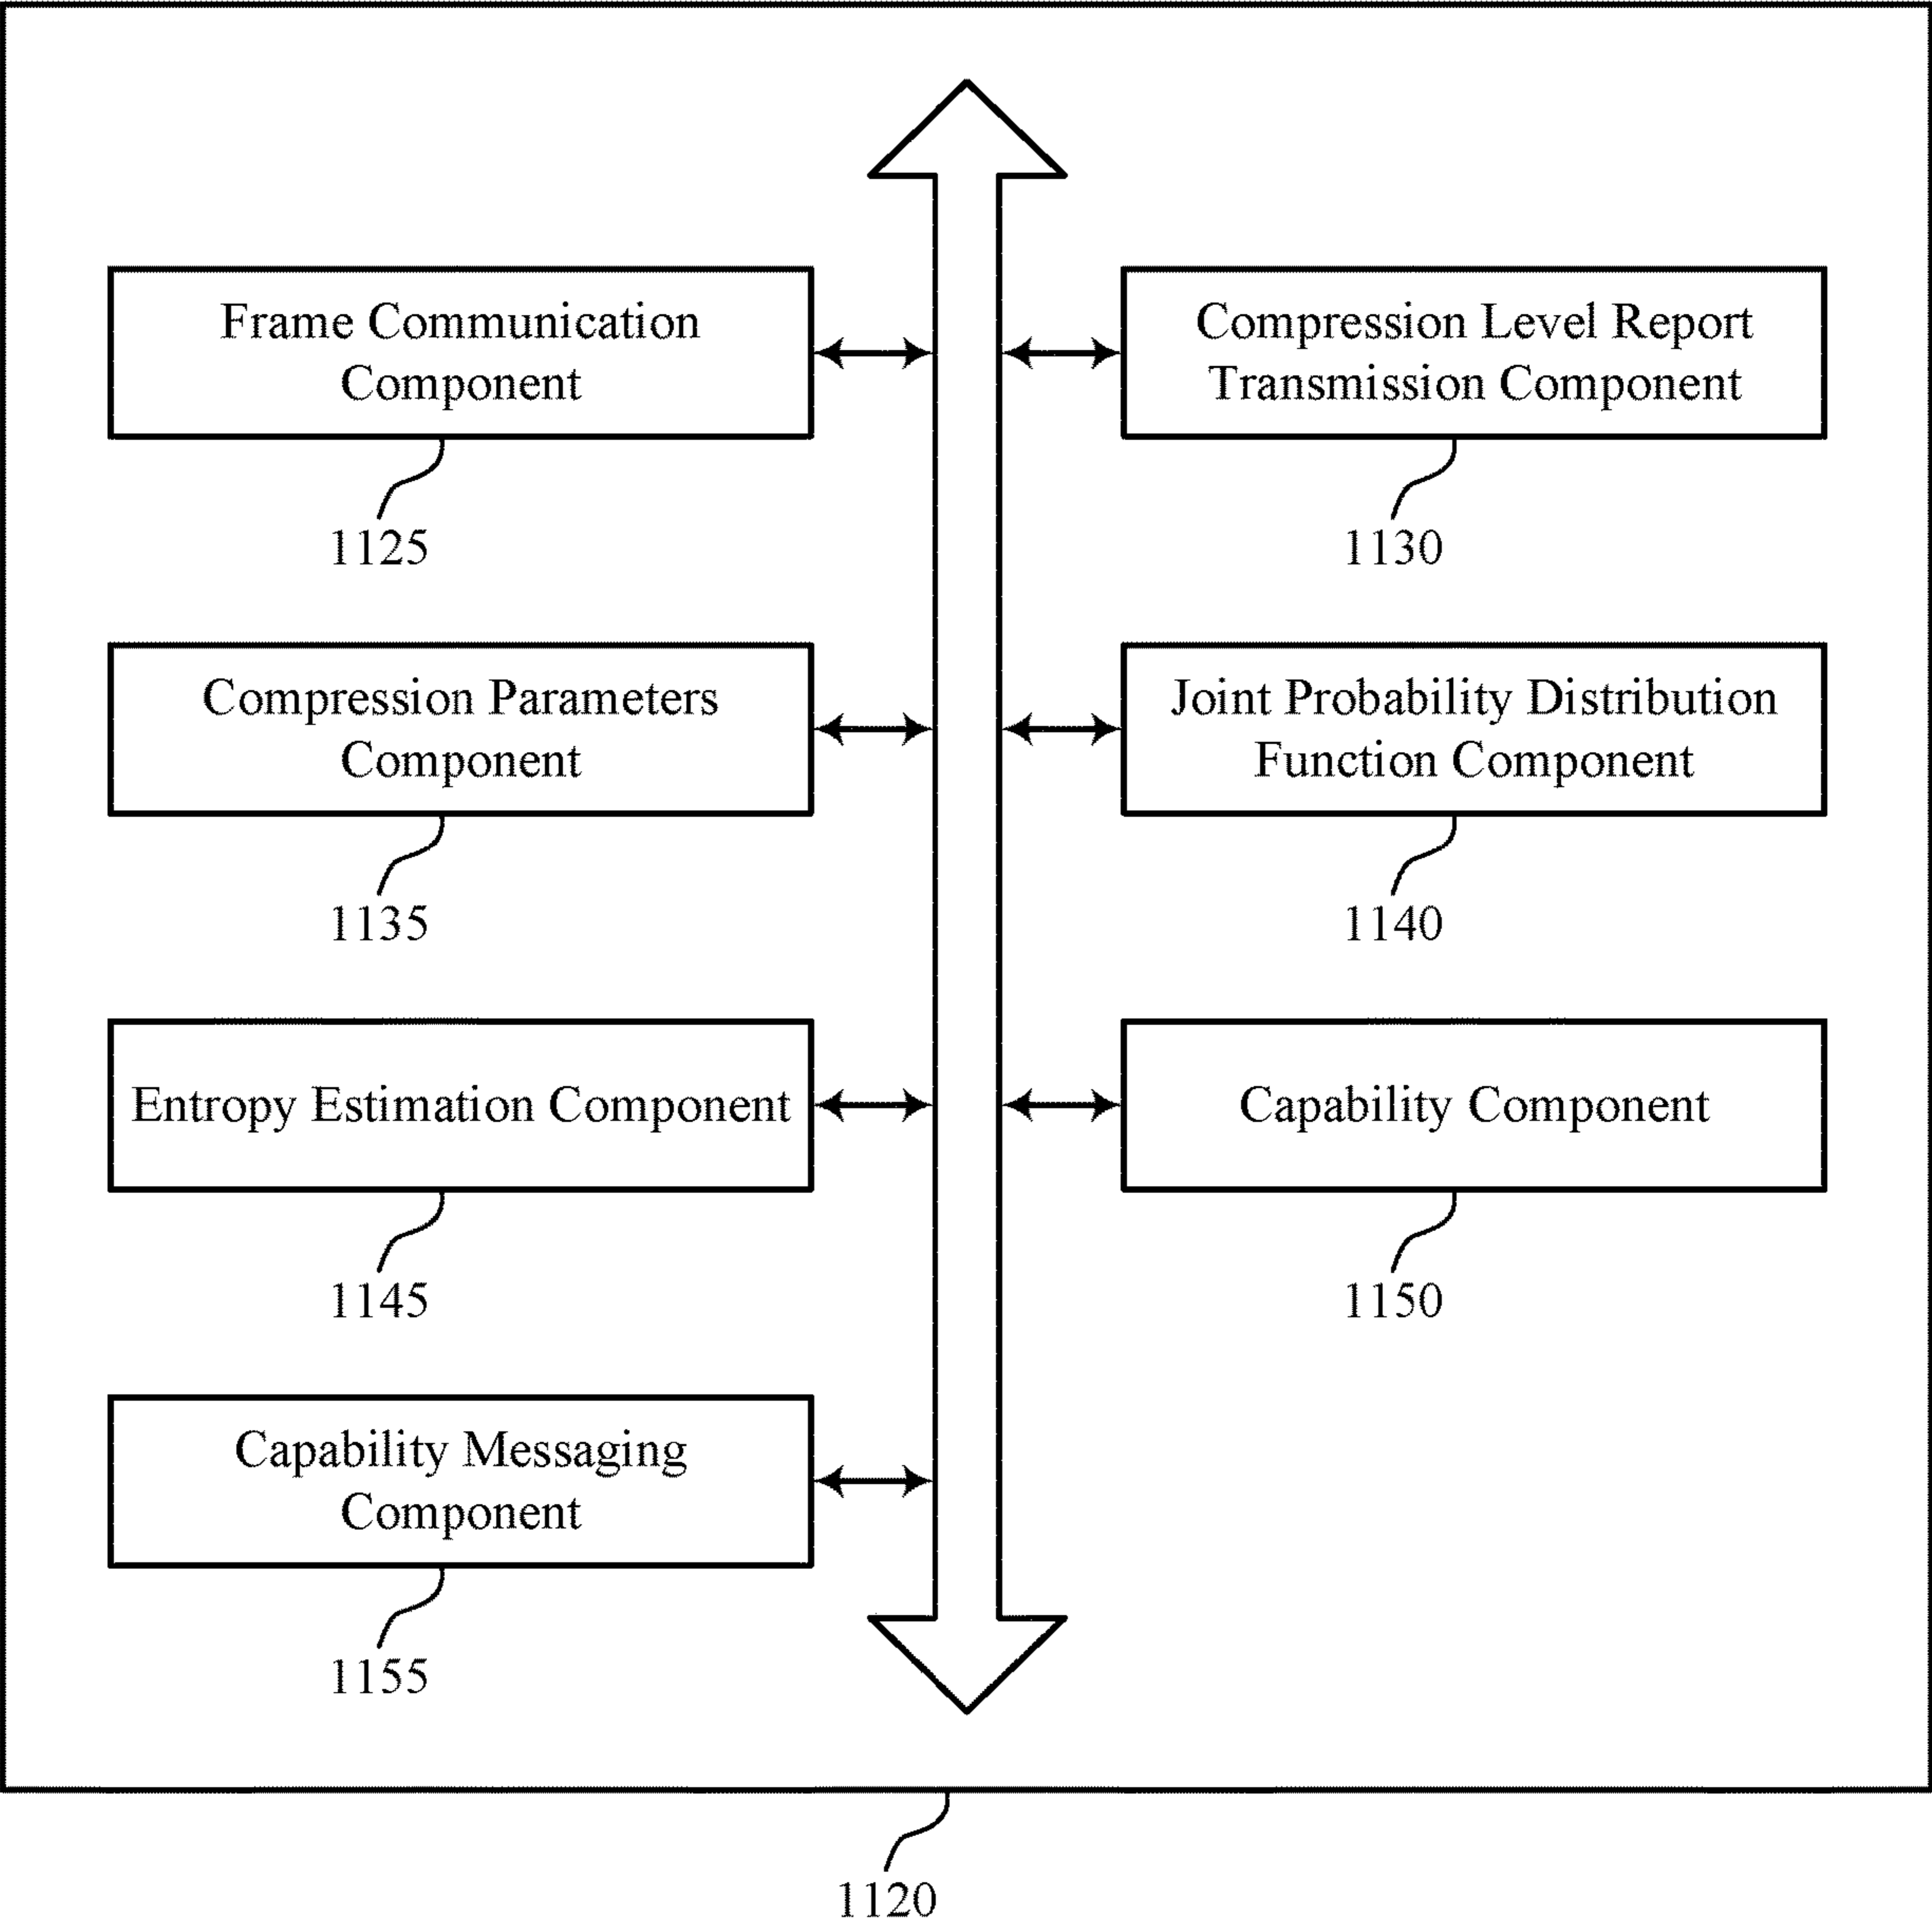 Frame Communication
Component
1125
Compression Level Report
Transmission Component
1130
Compression Parameters
Component
1135
Joint Probability Distribution
Function Component
1140
Entropy Estimation Component
1145
Capability Component
1150
Capability Messaging
Component
1155
1120